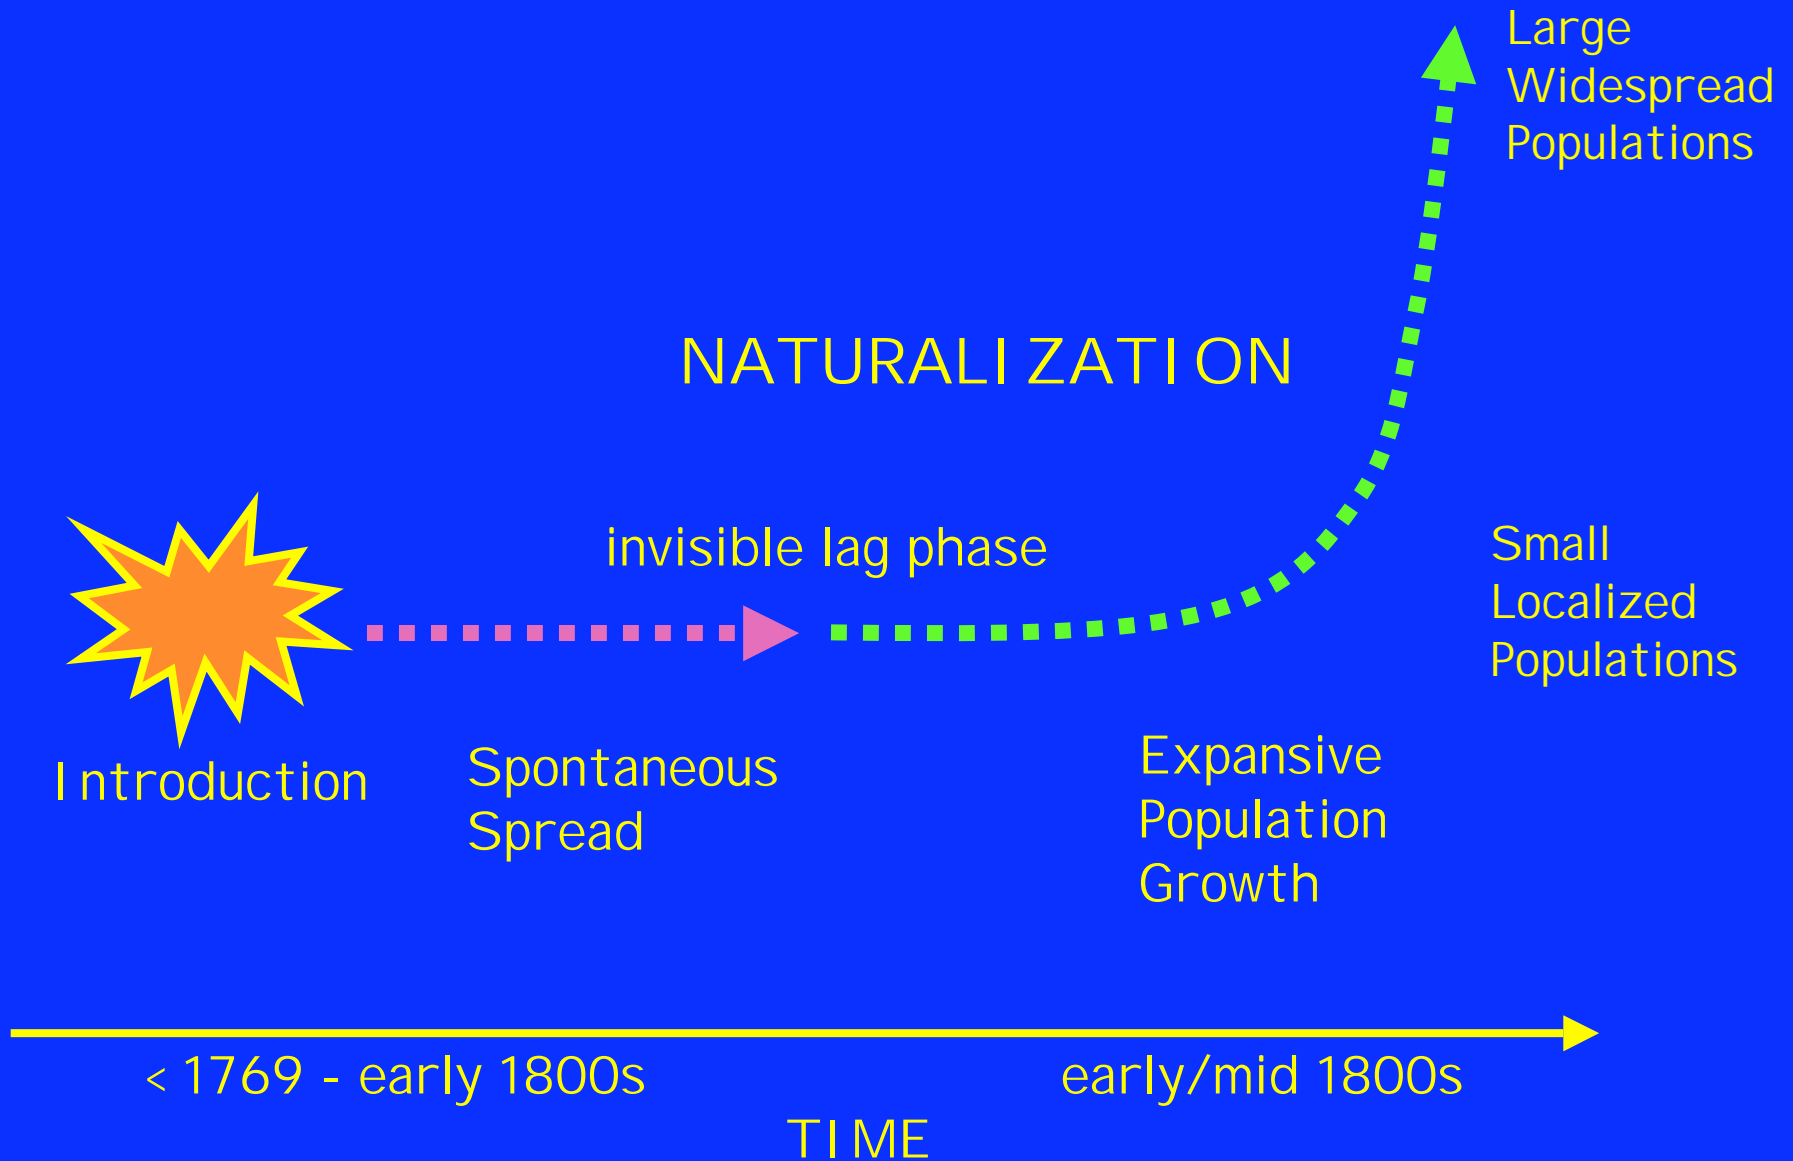 Large
Widespread
Populations
NATURALIZATION
invisible lag phase
Small
Localized
Populations
Introduction
Spontaneous
Spread
Expansive
Population
Growth
< 1769 - early 1800s
early/mid 1800s
TIME